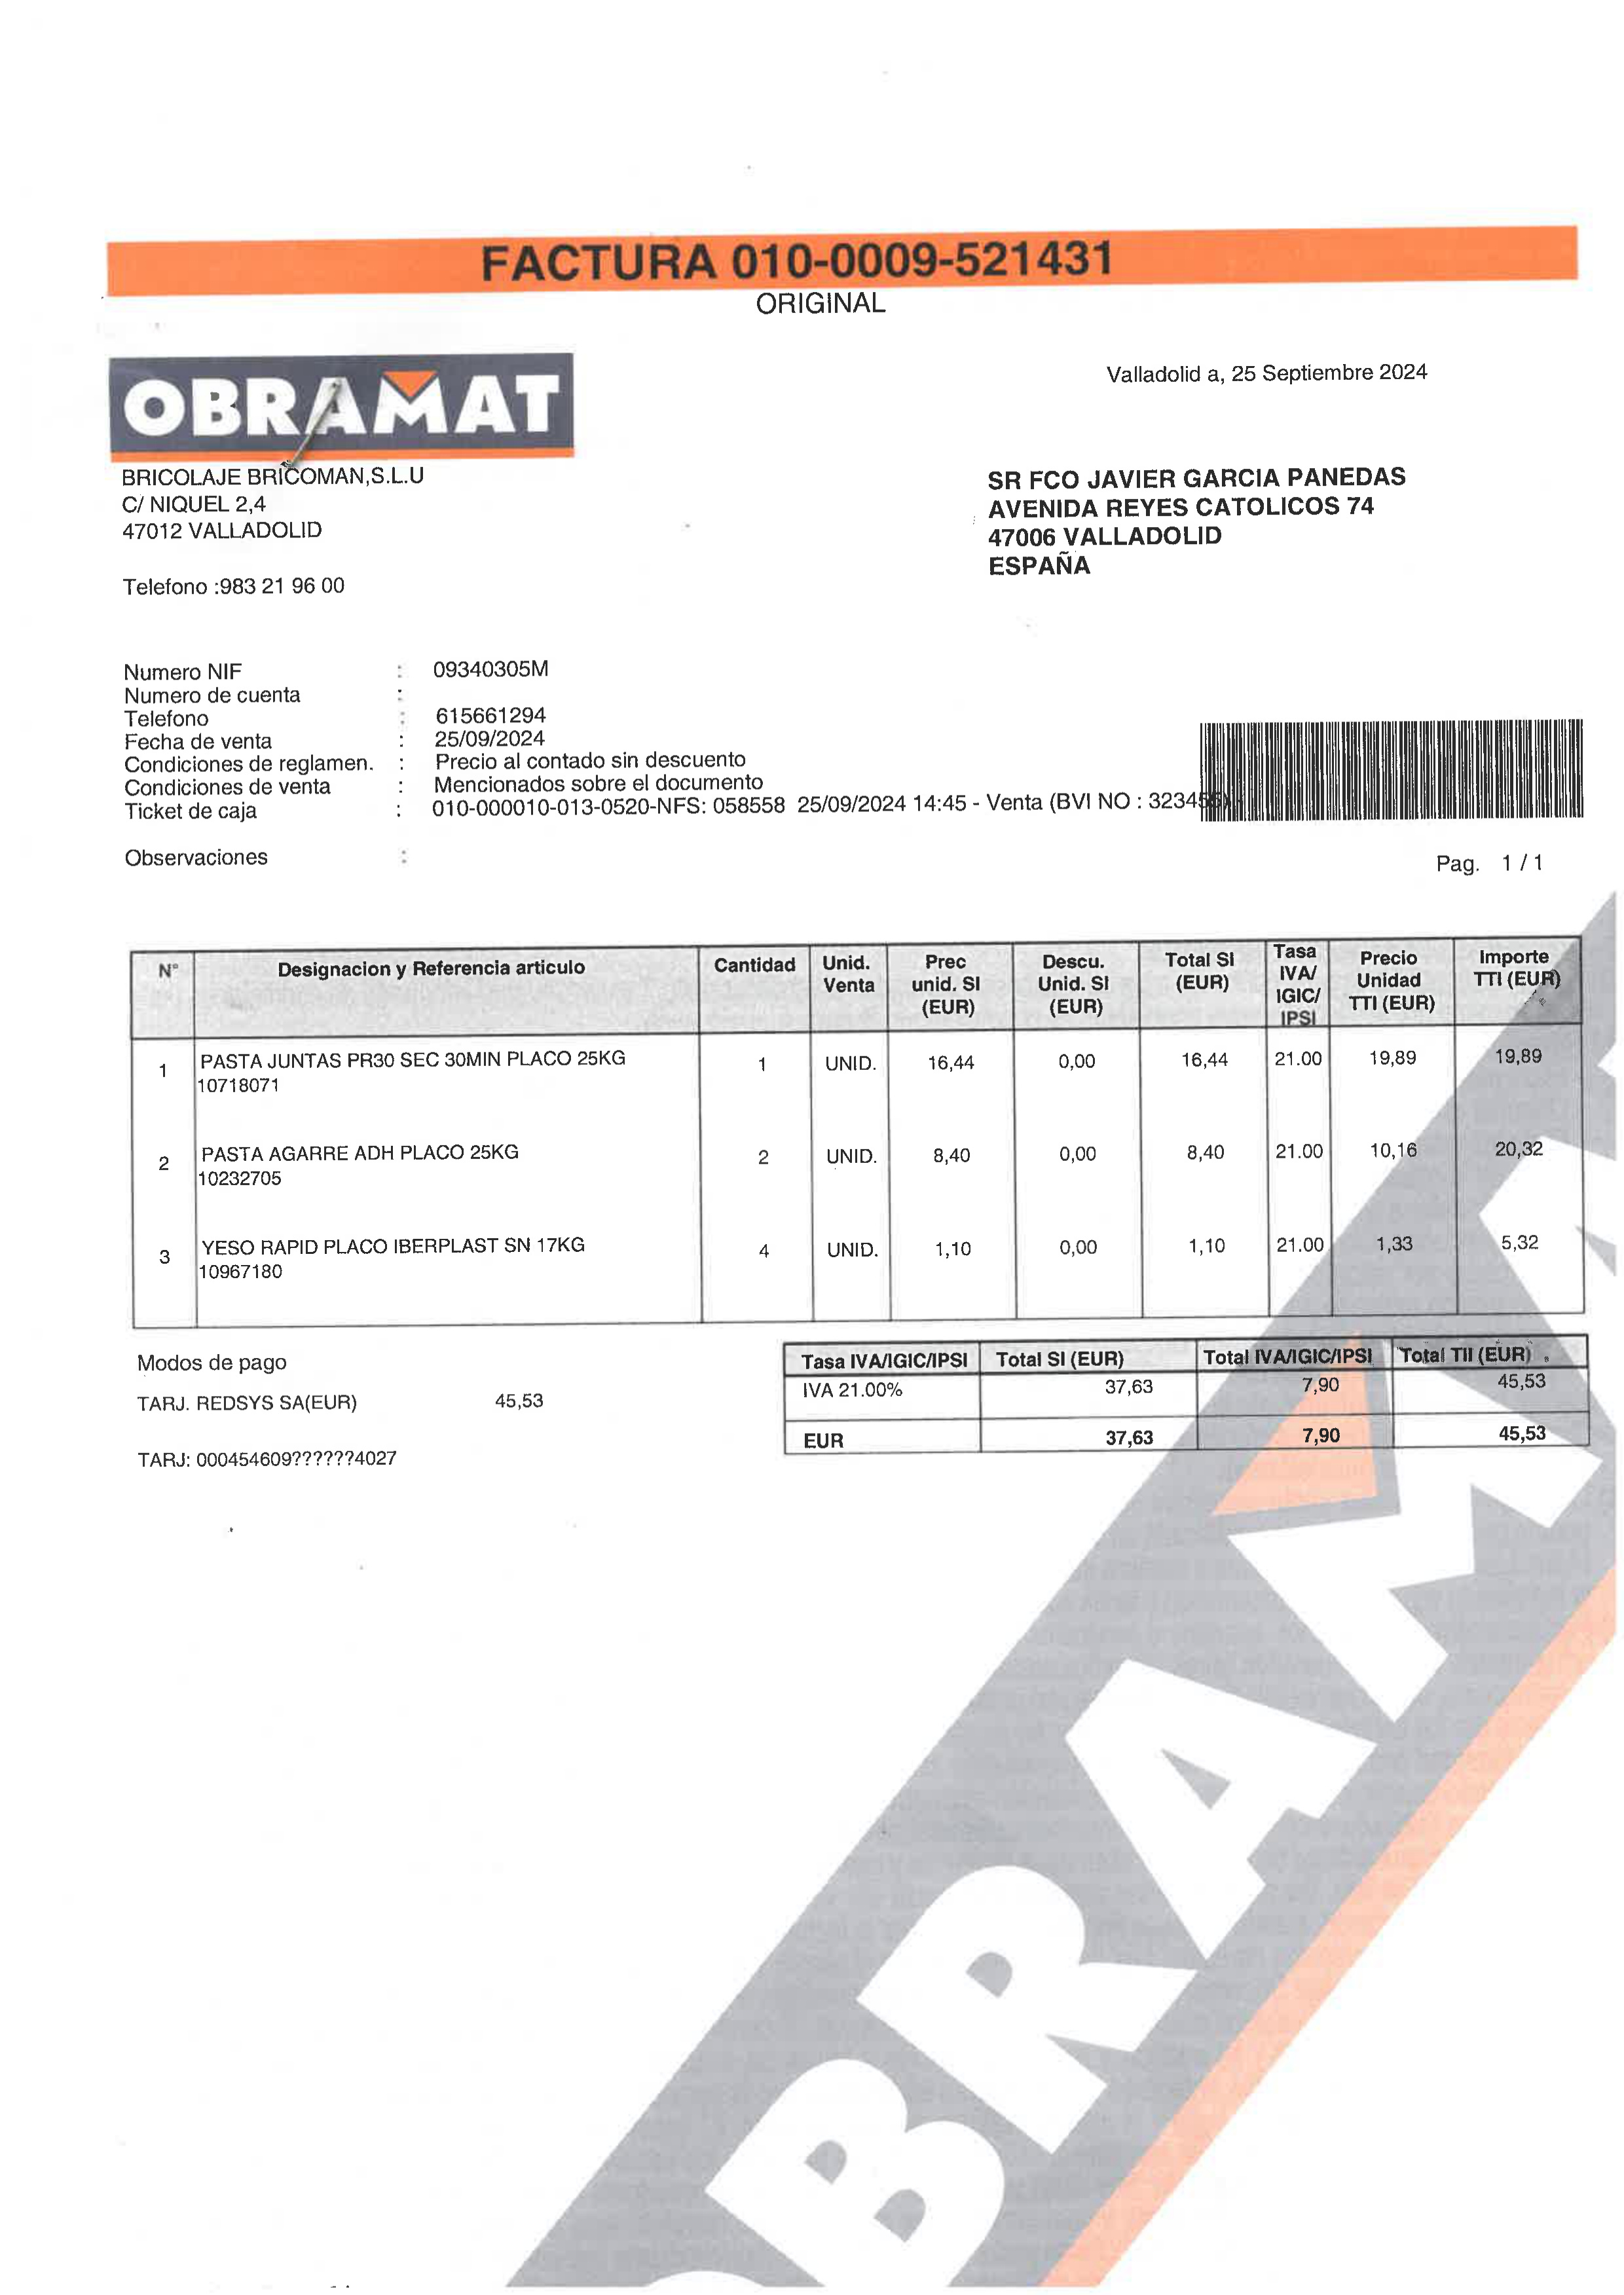 FACTURA 010-0009-521431
ORIGINAL
OBRAMAT
Valladolid a, 25 Septiembre 2024
BRICOLAJE BRICOMAN,S.L.U
C/ NIQUEL 2,4
47012 VALLADOLID
Telefono :983 21 96 00
SR FCO JAVIER GARCIA PANEDAS
AVENIDA REYES CATOLICOS 74
47006 VALLADOLID
ESPAÑA
Numero NIF : 09340305M
Numero de cuenta :
Telefono : 615661294
Fecha de venta : 25/09/2024
Condiciones de reglamen. : Precio al contado sin descuento
Condiciones de venta : Mencionados sobre el documento
Ticket de caja : 010-000010-013-0520-NFS: 058558 25/09/2024 14:45 - Venta (BVI NO :
Observaciones :
Pag. 1 / 1
N° Designacion y Referencia articulo Cantidad Unid. Venta Prec unid. SI (EUR) Descu. Unid. SI (EUR) Total SI (EUR) Tasa IVA/ IGIC/ IPSI Precio Unidad TTI (EUR) Importe TTI (EUR)
1 PASTA JUNTAS PR30 SEC 30MIN PLACO 25KG 1 UNID. 16,44 0,00 16,44 21.00 19,89 19,89
10718071
2 PASTA AGARRE ADH PLACO 25KG 2 UNID. 8,40 0,00 8,40 21.00 10,16 20,32
10232705
3 YESO RAPID PLACO IBERPLAST SN 17KG 4 UNID. 1,10 0,00 1,10 21.00 1,33 5,32
10967180
Modos de pago
TARJ. REDSYS SA(EUR) 45,53
TARJ: 000454609??????4027
Tasa IVA/IGIC/IPSI Total SI (EUR) Total IVA/IGIC/IPSI Total TII (EUR)
IVA 21.00% 37,63 7,90 45,53
EUR 37,63 7,90 45,53
OBRAMAT